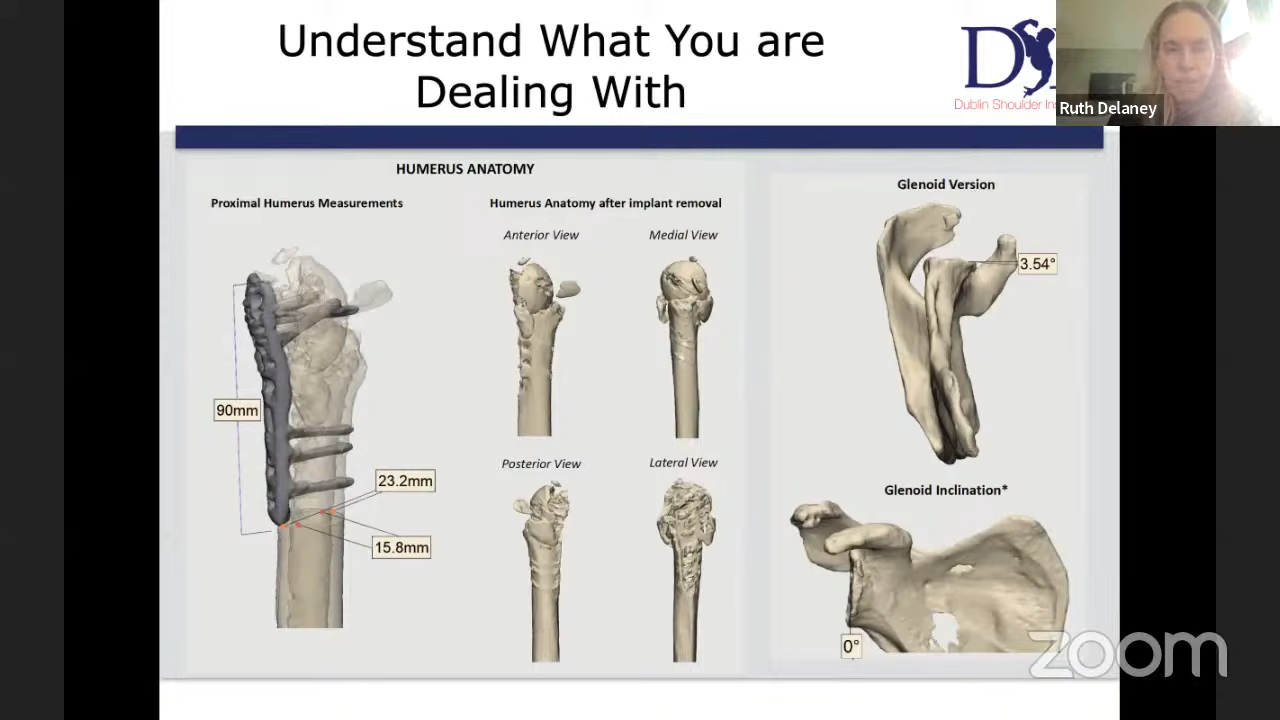 Understand What You are
Dealing With
D
Dublin Shoulder Ins
Ruth Delaney
HUMERUS ANATOMY
Proximal Humerus Measurements
90mm
23.2mm
15.8mm
Humerus Anatomy after implant removal
Anterior View
Medial View
Posterior View
Lateral View
Glenoid Version
3.54°
Glenoid Inclination*
0°
zoom